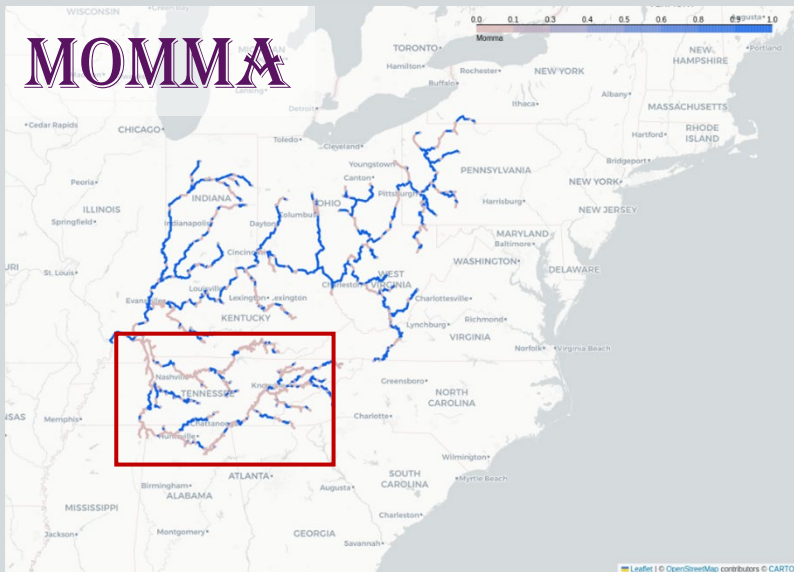 MOMMA
0.0 0.1 0.3 0.4 0.5 0.6 0.8 0.9 1.0
Momma
WISCONSIN
Augusta•
TORONTO•
•Portland
NEW HAMPSHIRE
Hamilton•
Rochester•
NEW YORK
Buffalo•
Detroit•
Ithaca•
Albany•
MASSACHUSETTS
•Cedar Rapids
CHICAGO•
RHODE ISLAND
Hartford•
Toledo•
Cleveland•
Bridgeport•
Youngstown
PENNSYLVANIA
Canton•
Peoria•
NEW YORK•
INDIANA
OHIO
Pittsburgh
Harrisburg•
ILLINOIS
Columbus
NEW JERSEY
Springfield•
Indianapolis
Dayton
MARYLAND
Baltimore•
Cincinnati
WASHINGTON•
DELAWARE
St. Louis•
WEST VIRGINIA
Charleston
Louisville
Charlottesville•
Evansville
Lexington•
KENTUCKY
Lynchburg•
Richmond•
VIRGINIA
Norfolk•
•Virginia Beach
Nashville
TENNESSEE
Greensboro•
NORTH CAROLINA
Memphis•
Charlotte•
Chattanooga
Huntsville•
Wilmington•
ATLANTA•
SOUTH CAROLINA
•Myrtle Beach
Birmingham•
ALABAMA
Augusta•
MISSISSIPPI
Charleston•
Jackson•
Montgomery•
GEORGIA
Savannah•
Leaflet | © OpenStreetMap contributors © CARTO